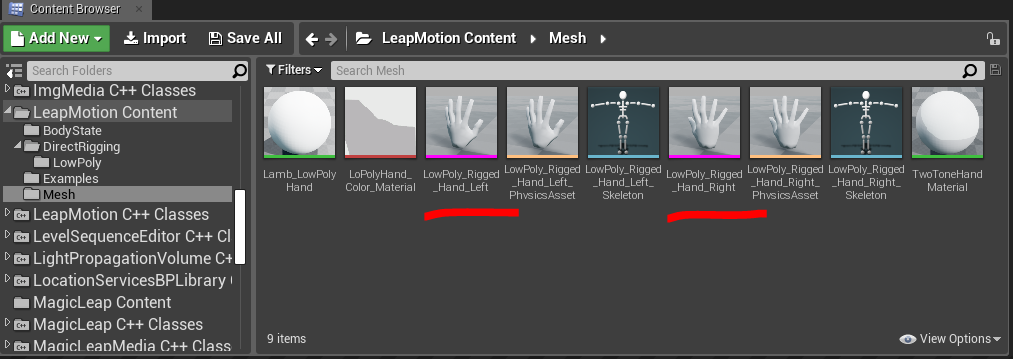 Content Browser
Add New
Import
Save All
LeapMotion Content
Mesh
Search Folders
Filters
Search Mesh
ImgMedia C++ Classes
LeapMotion Content
BodyState
DirectRigging
LowPoly
Examples
Mesh
LeapMotion C++ Classes
LevelSequenceEditor C++ Cl
LightPropagationVolume C+
LocationServicesBPLibrary (
MagicLeap Content
MagicLeap C++ Classes
MagicLeapMedia C++ Class
Lamb_LowPoly
Hand
LoPolyHand_
Color_Material
LowPoly_Rigged
_Hand_Left
LowPoly_Rigged
_Hand_Left_
PhysicsAsset
LowPoly_Rigged
_Hand_Left_
Skeleton
LowPoly_Rigged
_Hand_Right
LowPoly_Rigged
_Hand_Right_
PhysicsAsset
LowPoly_Rigged
_Hand_Right_
Skeleton
TwoToneHand
Material
9 items
View Options